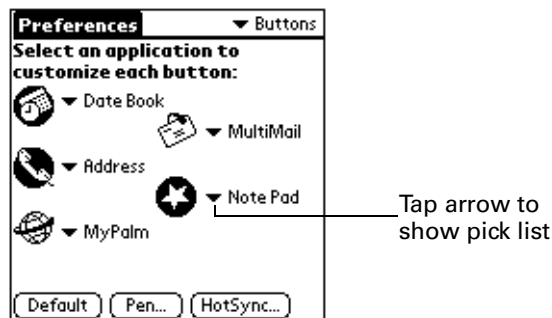 Preferences
Buttons
Select an application to
customize each button:
Date Book
MultiMail
Address
Note Pad
MyPalm
Tap arrow to
show pick list
Default Pen... HotSync...